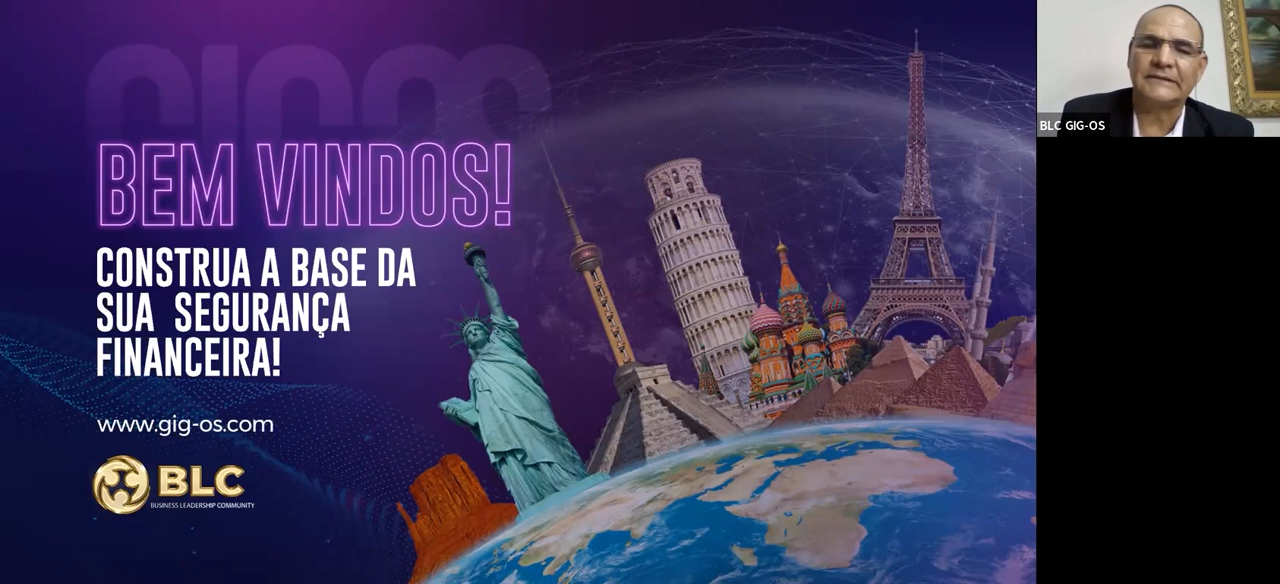 GIGOS
BEM VINDOS!
CONSTRUA A BASE DA
SUA SEGURANÇA
FINANCEIRA!
www.gig-os.com
BLC
BUSINESS LEADERSHIP COMMUNITY
BLC GIG-OS